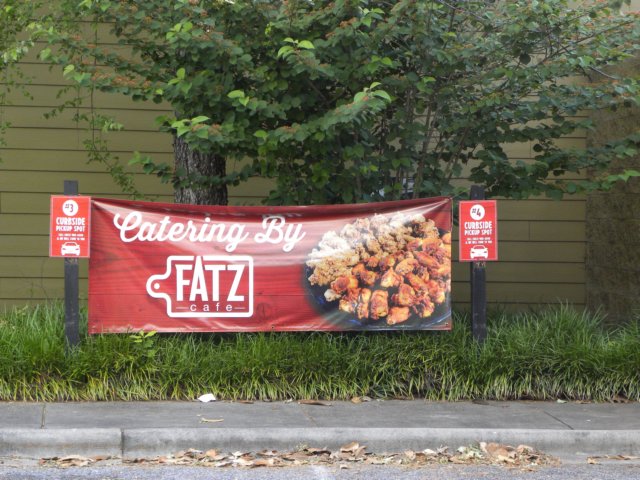 #3
CURBSIDE
PICKUP SPOT
Catering By
FATZ
cafe
#4
CURBSIDE
PICKUP SPOT